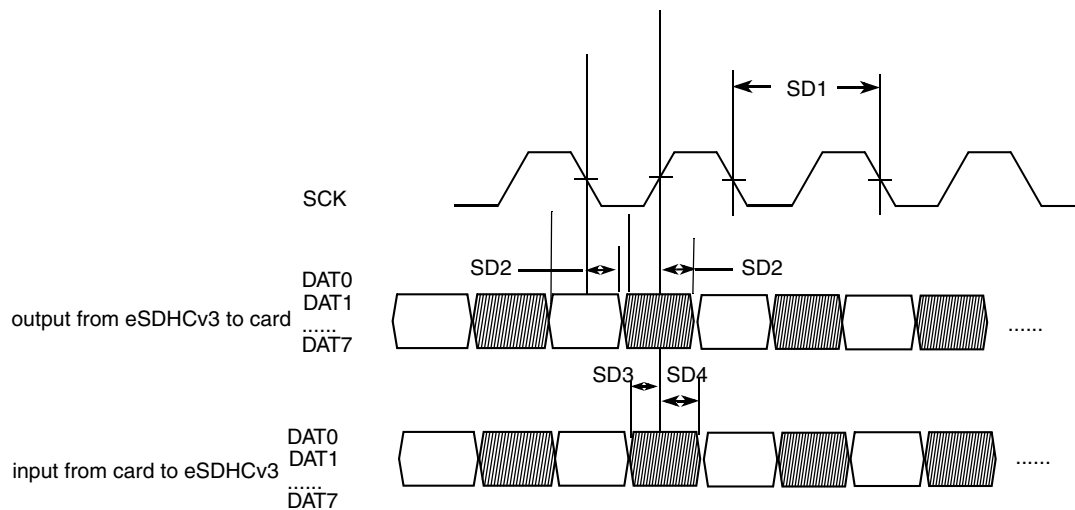 SD1
SCK
SD2
SD2
DAT0
DAT1
output from eSDHCv3 to card
......
DAT7
......
SD3
SD4
DAT0
DAT1
input from card to eSDHCv3
......
DAT7
......